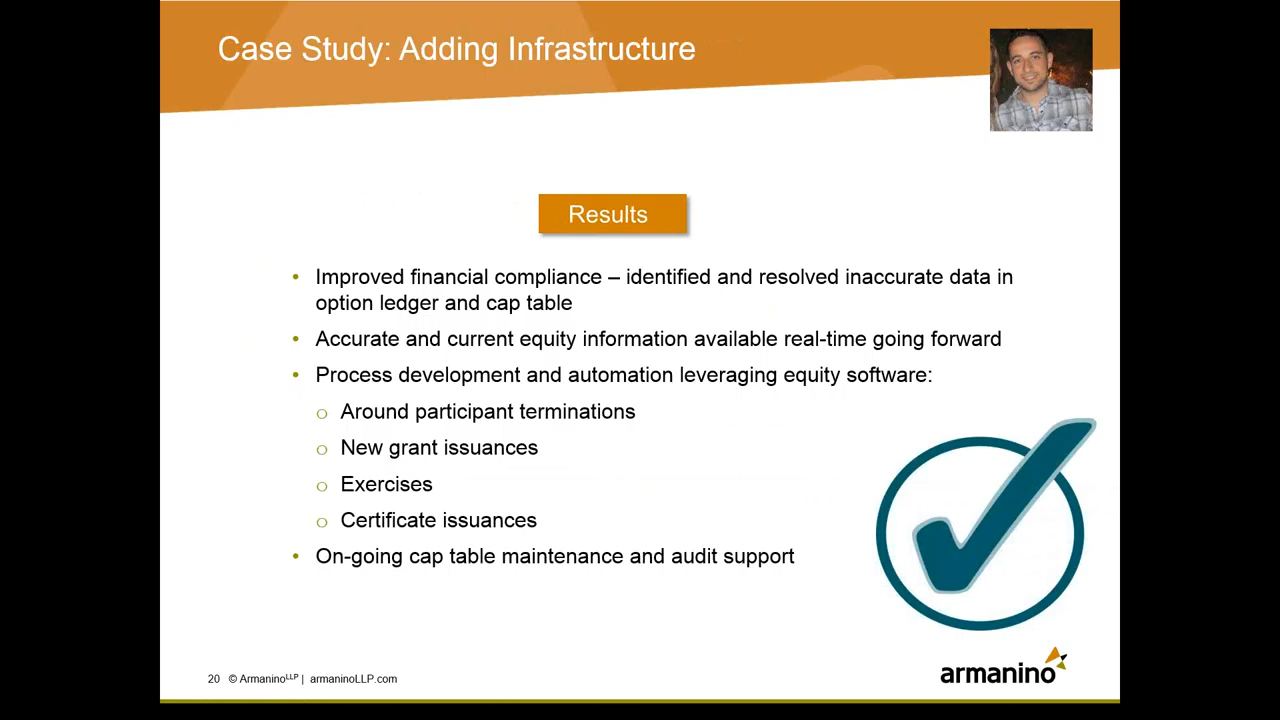 Case Study: Adding Infrastructure
Results
• Improved financial compliance – identified and resolved inaccurate data in
option ledger and cap table
• Accurate and current equity information available real-time going forward
• Process development and automation leveraging equity software:
o Around participant terminations
o New grant issuances
o Exercises
o Certificate issuances
• On-going cap table maintenance and audit support
20 © ArmaninoLLP | armaninoLLP.com
armanino